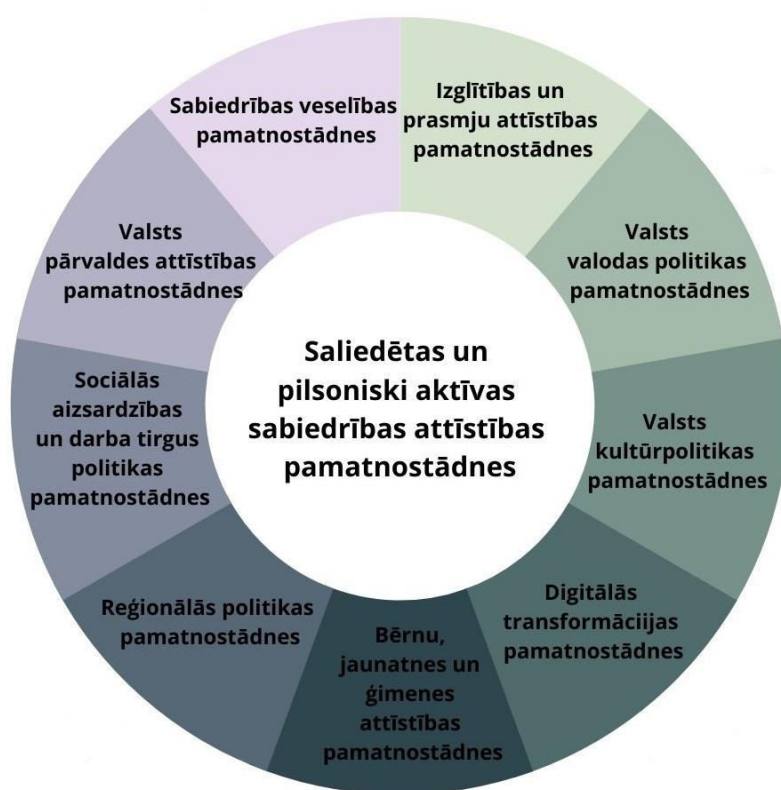 Sabiedrības veselības
pamatnostādnes
Izglītības un
prasmju attīstības
pamatnostādnes
Valsts
pārvaldes attīstības
pamatnostādnes
Valsts
valodas politikas
pamatnostādnes
Saliedētas un
pilsoniski aktīvas
sabiedrības attīstības
pamatnostādnes
Sociālās
aizsardzības
un darba tirgus
politikas
pamatnostādnes
Valsts
kultūrpolitikas
pamatnostādnes
Reģionālās politikas
pamatnostādnes
Digitālās
transformāciijas
pamatnostādnes
Bērnu,
jaunatnes un
ģimenes
attīstības
pamatnostādnes